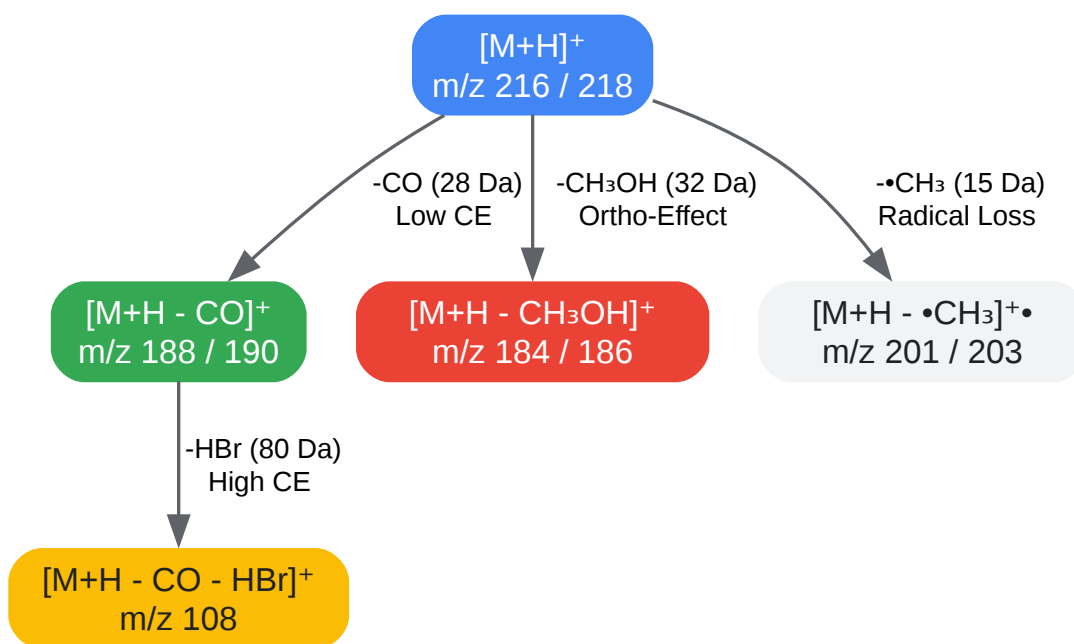 [M+H]⁺
m/z 216 / 218
-CO (28 Da)
Low CE
-CH₃OH (32 Da)
Ortho-Effect
-•CH₃ (15 Da)
Radical Loss
[M+H - CO]⁺
m/z 188 / 190
[M+H - CH₃OH]⁺
m/z 184 / 186
[M+H - •CH₃]⁺•
m/z 201 / 203
-HBr (80 Da)
High CE
[M+H - CO - HBr]⁺
m/z 108